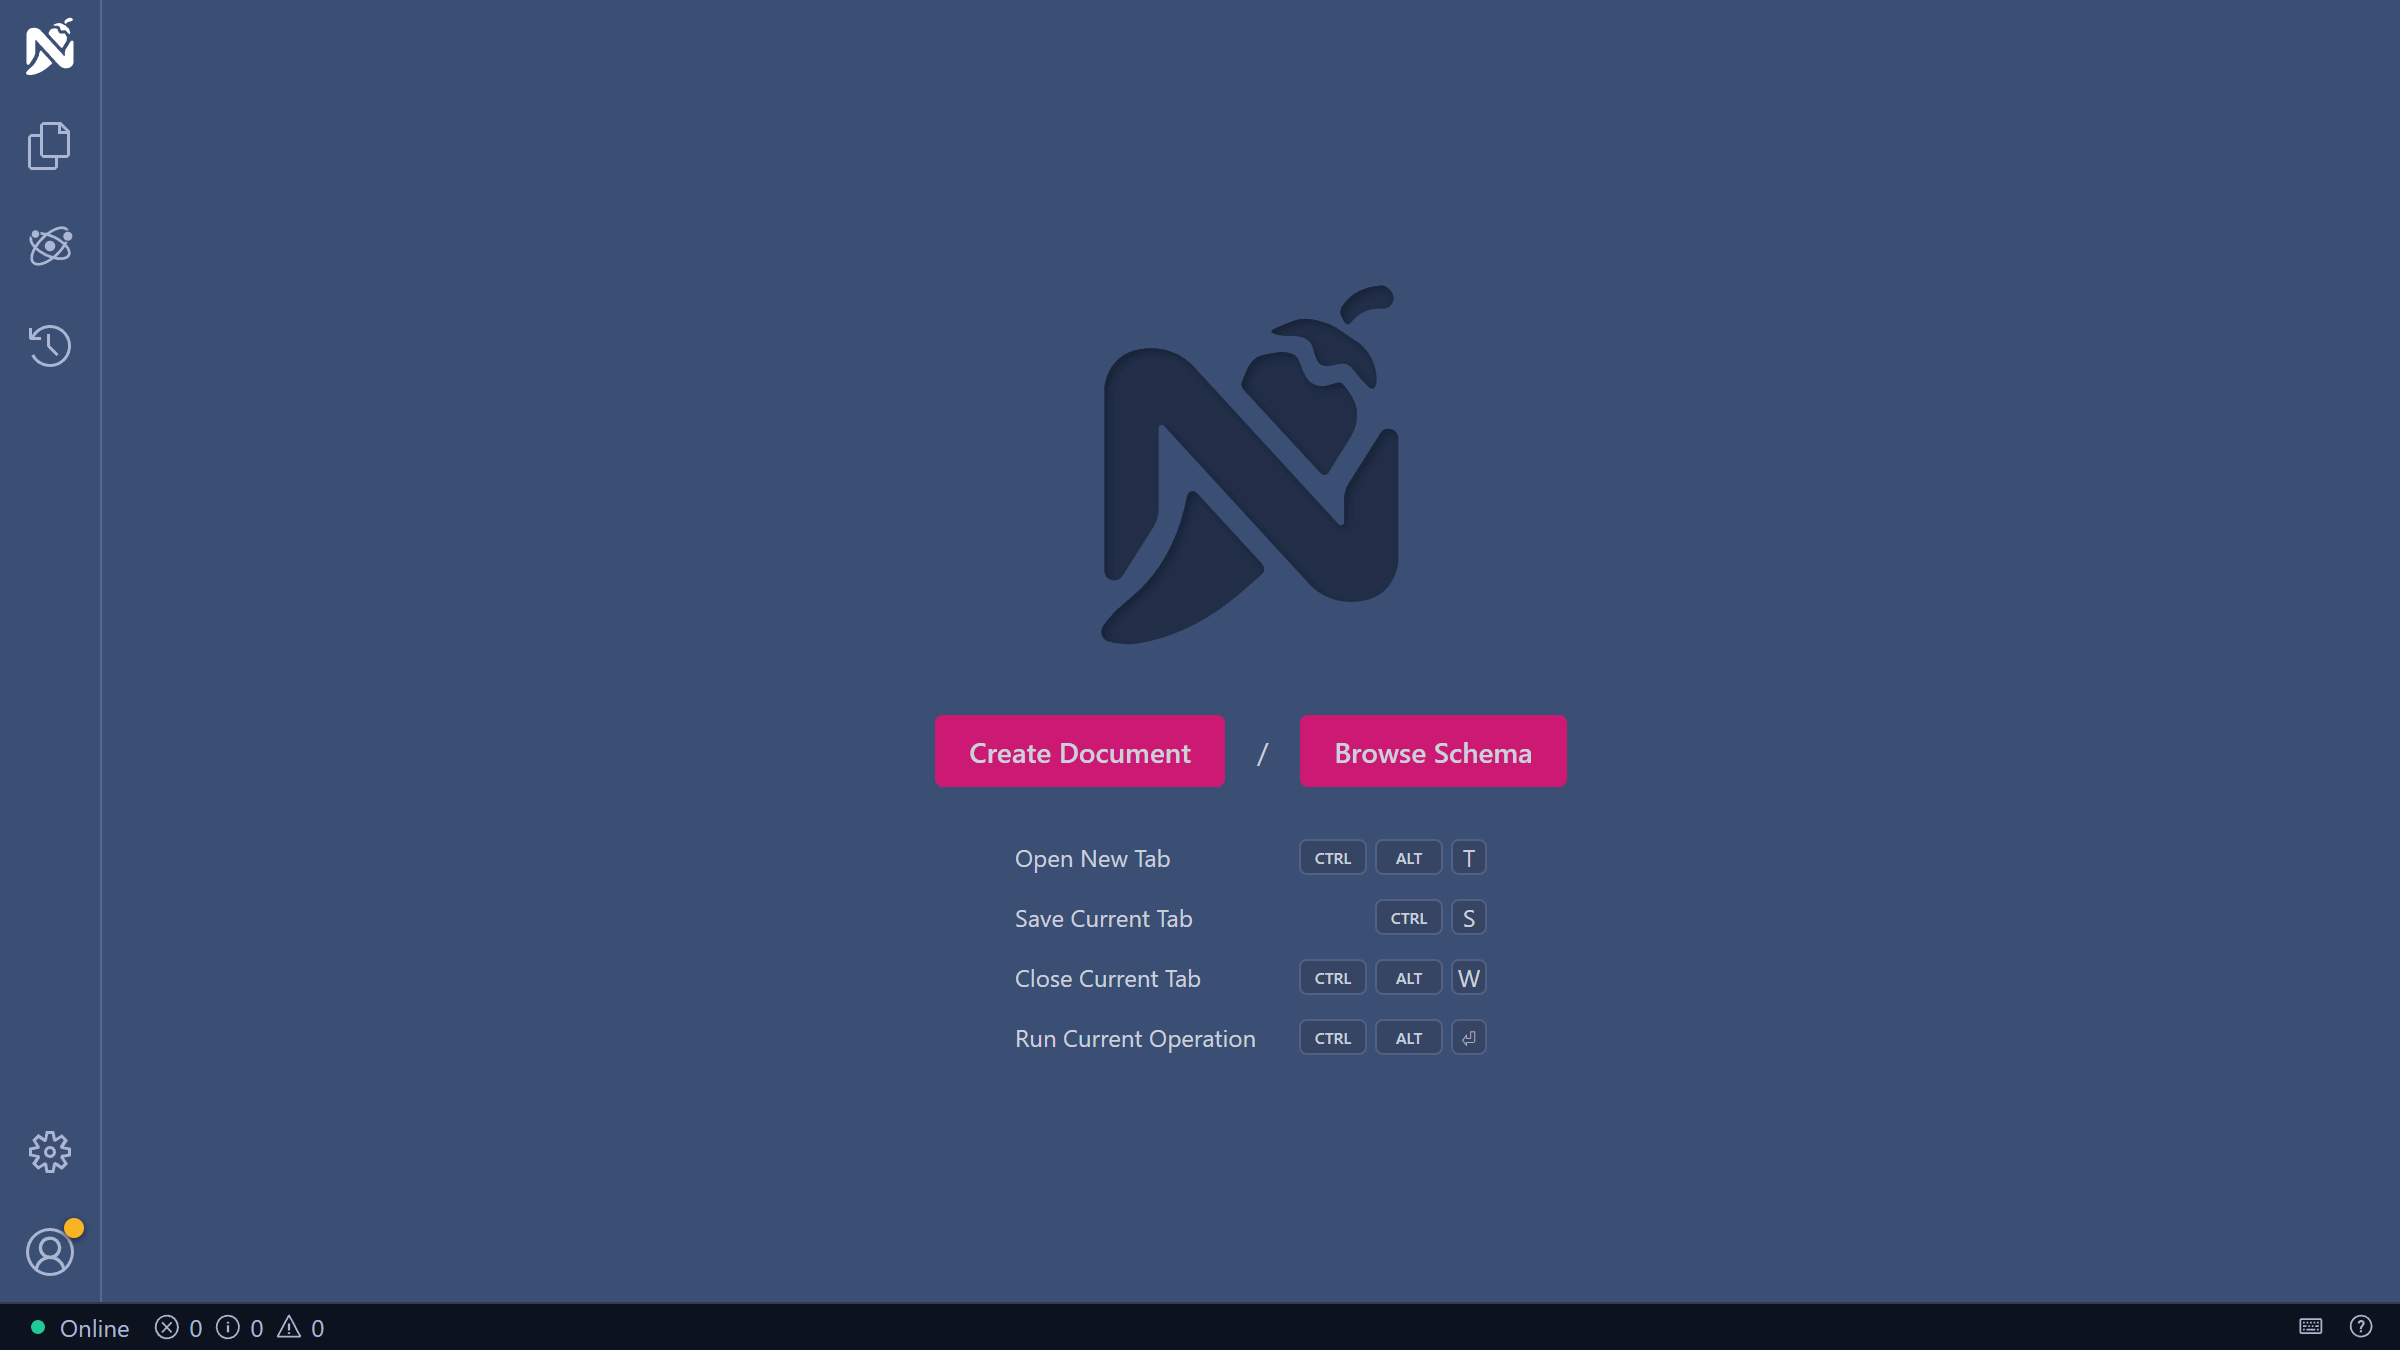 Create Document / Browse Schema
Open New Tab CTRL ALT T
Save Current Tab CTRL S
Close Current Tab CTRL ALT W
Run Current Operation CTRL ALT ⏎
Online 0 0 0